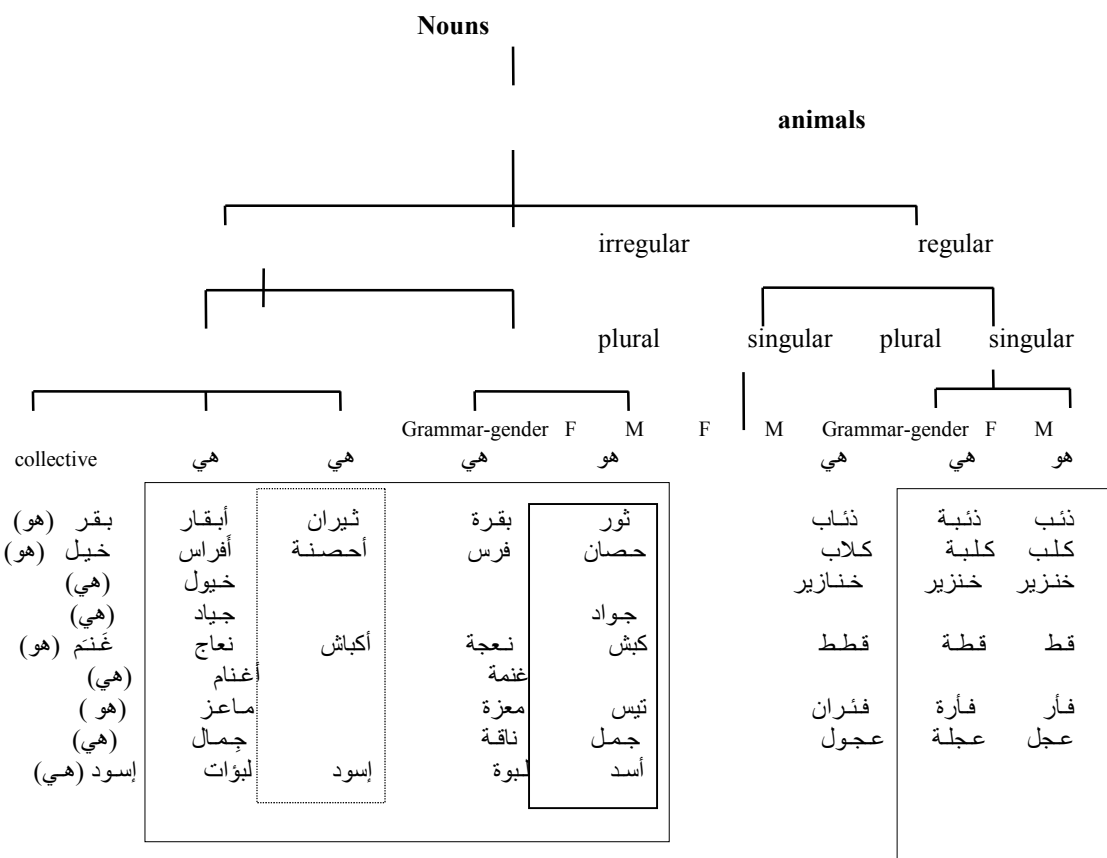 Nouns
animals
irregular regular
plural singular plural singular
Grammar-gender F M F M Grammar-gender F M
collective هي هي هي هو هي هي هو
ذئب ذئبة ذئاب ثور بقرة ثيران أبقار بقر (هو)
كلب كلبة كلاب حصان فرس أحصنة أَفراس خيل (هو)
خنزير خنزير خنازير خيول (هي)
جواد جياد (هي)
قط قطة قطط كبش نعجة أكباش نعاج غَنَم (هو)
غنمة أغنام (هي)
فأر فأرة فئران تيس معزة ماعز (هو )
عجل عجلة عجول جمل ناقة جِمال (هي)
أسد لبوة إسود لبؤات إسود (هي)